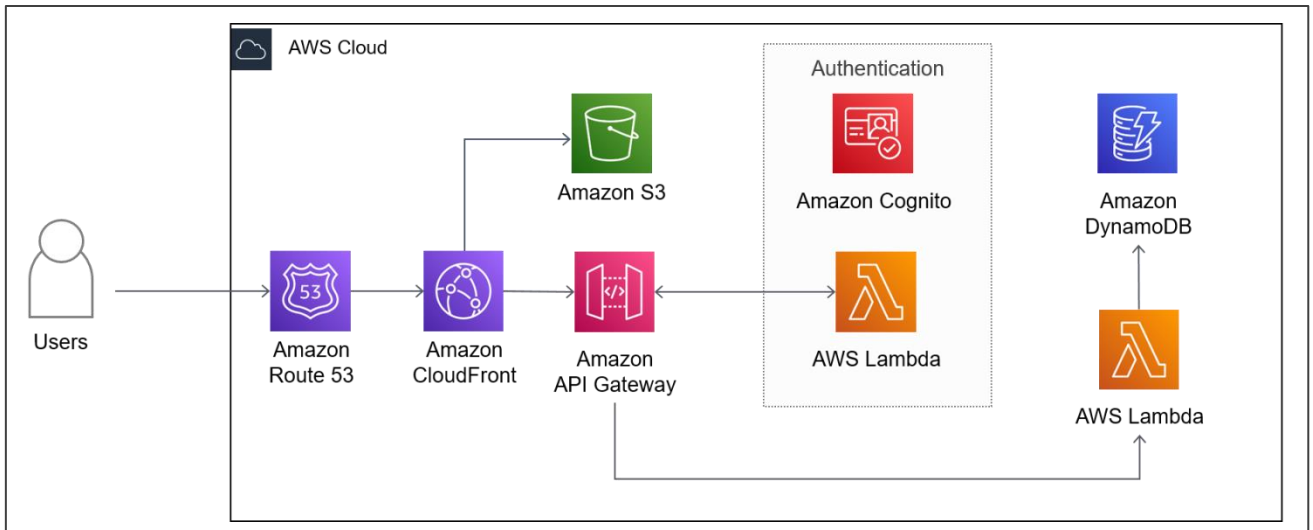 AWS Cloud
Authentication
Amazon S3
Amazon Cognito
Amazon
DynamoDB
Users
53
Amazon
Route 53
Amazon
CloudFront
</>
Amazon
API Gateway
AWS Lambda
AWS Lambda